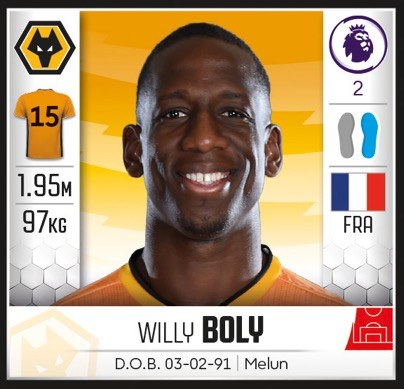 15
2
1.95M
97KG
FRA
WILLY BOLY
D.O.B. 03-02-91 | Melun